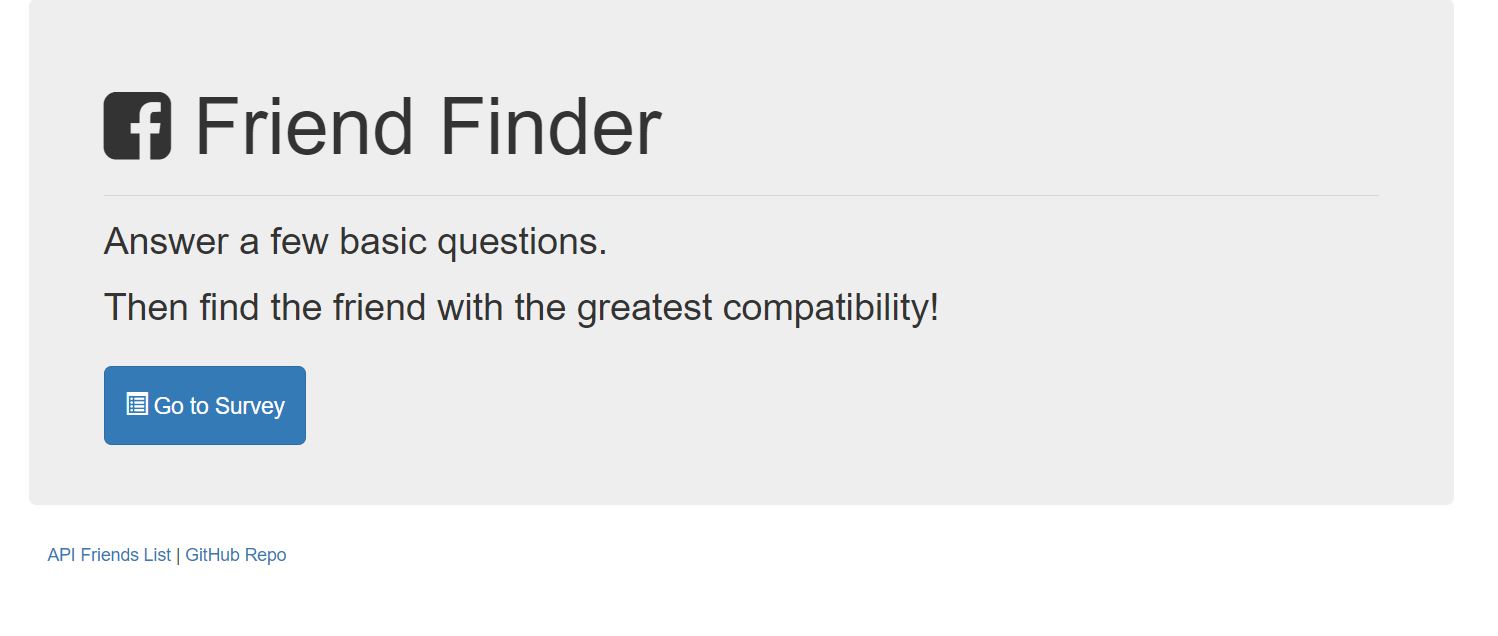 Friend Finder
Answer a few basic questions.
Then find the friend with the greatest compatibility!
Go to Survey
API Friends List | GitHub Repo